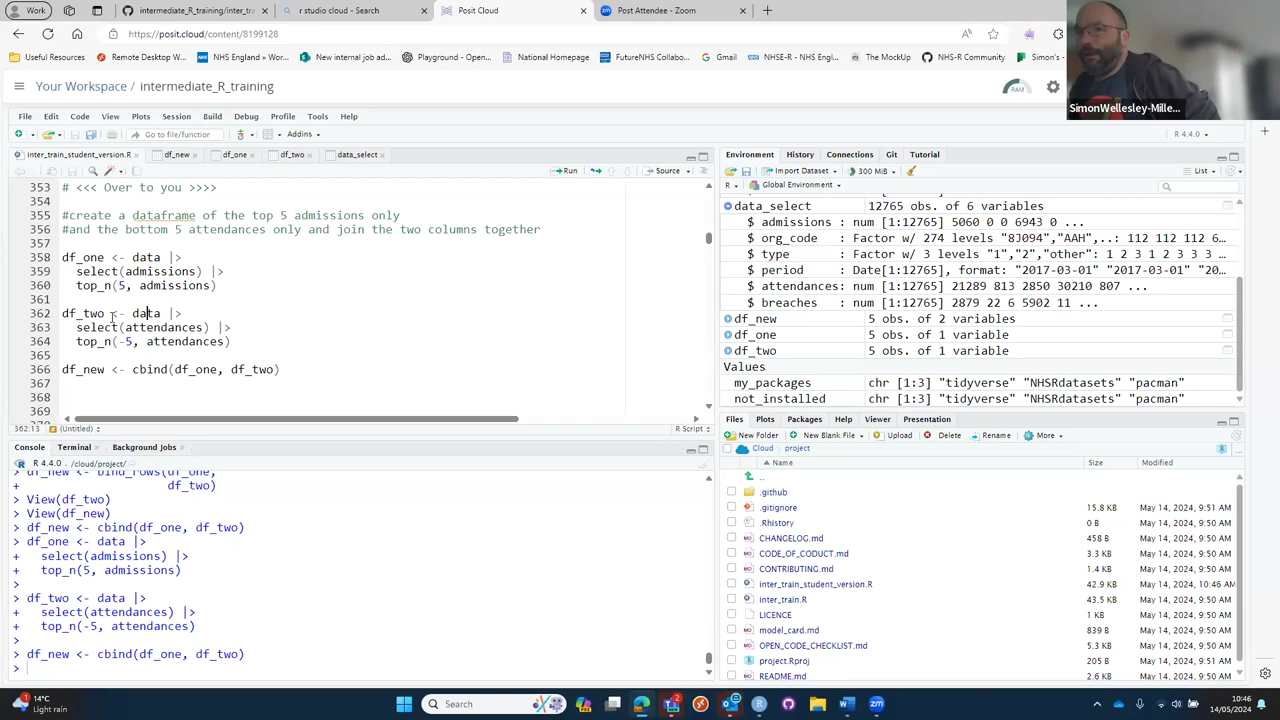 Work
intermediate_R_training/inter_tra
r studio cloud - Search
Posit Cloud
Post Attendee - Zoom
https://posit.cloud/content/8199128
Useful Resources
Remote Desktop W...
NHS England » Wor...
New internal job ad...
Playground - Open...
National Homepage
FutureNHS Collabo...
Gmail
NHSE-R - NHS Engl...
The MockUp
NHS-R Community
Simon's
Your Workspace / intermediate_R_training
RAM
SimonWellesley-Mille...
File Edit Code View Plots Session Build Debug Profile Tools Help
Go to file/function
Addins
R 4.4.0
inter_train_student_version.R
df_new
df_one
df_two
data_select
Run
Source
353 # <<< Over to you >>>>
354
355 #create a dataframe of the top 5 admissions only
356 #and the bottom 5 attendances only and join the two columns together
357
358 df_one <- data |>
359 select(admissions) |>
360 top_n(5, admissions)
361
362 df_two <- data |>
363 select(attendances) |>
364 top_n(-5, attendances)
365
366 df_new <- cbind(df_one, df_two)
367
368
369
362:13 (Untitled)
R Script
Console Terminal Background Jobs
R 4.4.0 · /cloud/project/
> df_new <- bind_rows(df_one,
+ df_two)
> View(df_two)
> View(df_new)
> df_new <- cbind(df_one, df_two)
> df_one <- data |>
+ select(admissions) |>
+ top_n(5, admissions)
>
> df_two <- data |>
+ select(attendances) |>
+ top_n(-5, attendances)
>
> df_new <- cbind(df_one, df_two)
>
Environment History Connections Git Tutorial
Import Dataset
300 MiB
List
R
Global Environment
data_select 12765 obs. of 6 variables
$ admissions : num [1:12765] 5060 0 0 6943 0 ...
$ org_code : Factor w/ 274 levels "8J094","AAH",..: 112 112 112 6...
$ type : Factor w/ 3 levels "1","2","other": 1 2 3 1 2 3 3 3 ...
$ period : Date[1:12765], format: "2017-03-01" "2017-03-01" "20...
$ attendances: num [1:12765] 21289 813 2850 30210 807 ...
$ breaches : num [1:12765] 2879 22 6 5902 11 ...
df_new 5 obs. of 2 variables
df_one 5 obs. of 1 variable
df_two 5 obs. of 1 variable
Values
my_packages chr [1:3] "tidyverse" "NHSRdatasets" "pacman"
not_installed chr [1:3] "tidyverse" "NHSRdatasets" "pacman"
Files Plots Packages Help Viewer Presentation
New Folder New Blank File Upload Delete Rename More
Cloud project
Name Size Modified
..
.github
.gitignore 15.8 KB May 14, 2024, 9:51 AM
.Rhistory 0 B May 14, 2024, 9:50 AM
CHANGELOG.md 458 B May 14, 2024, 9:50 AM
CODE_OF_CODUCT.md 3.3 KB May 14, 2024, 9:50 AM
CONTRIBUTING.md 1.4 KB May 14, 2024, 9:50 AM
inter_train_student_version.R 42.9 KB May 14, 2024, 10:46 AM
inter_train.R 43.5 KB May 14, 2024, 9:50 AM
LICENCE 1 KB May 14, 2024, 9:50 AM
model_card.md 839 B May 14, 2024, 9:50 AM
OPEN_CODE_CHECKLIST.md 5.3 KB May 14, 2024, 9:50 AM
project.Rproj 205 B May 14, 2024, 9:51 AM
README.md 2.6 KB May 14, 2024, 9:50 AM
14°C
Light rain
Search
10:46
14/05/2024